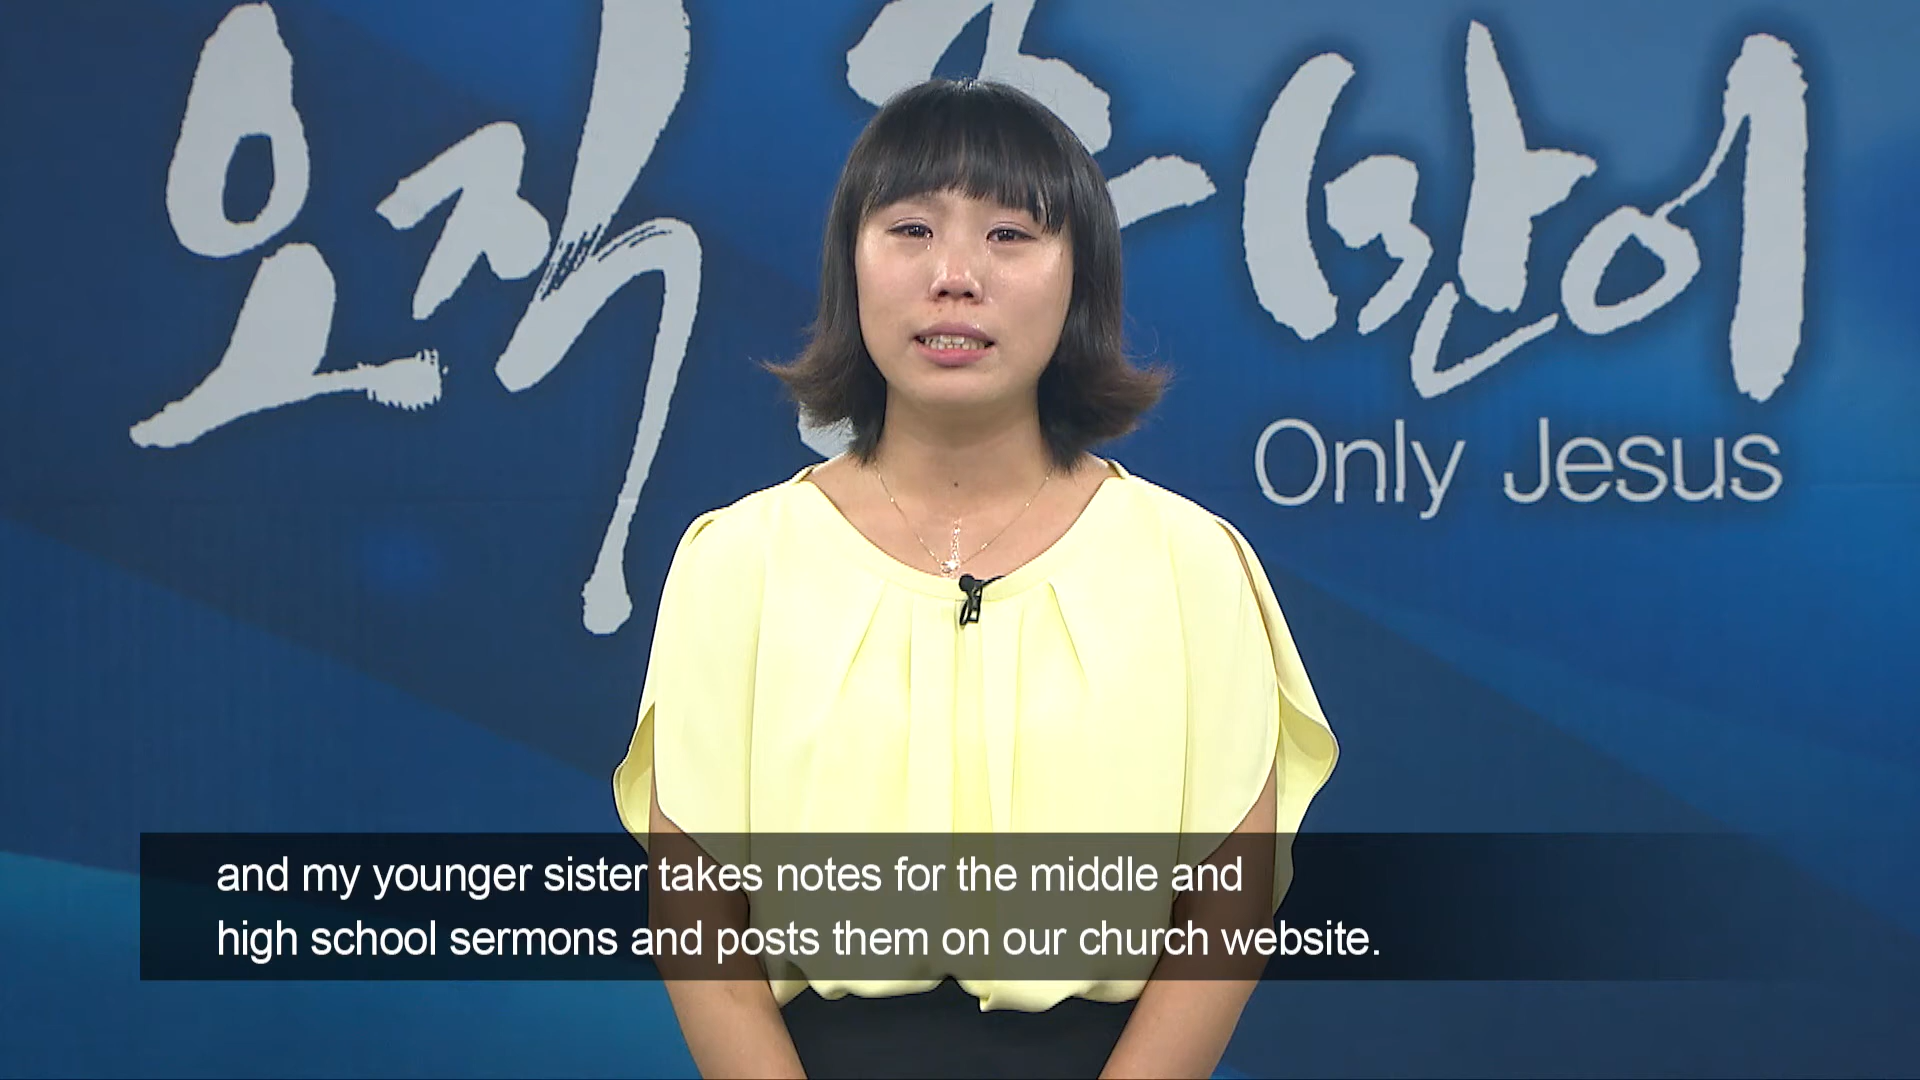 오직 주만이
Only Jesus
and my younger sister takes notes for the middle and
high school sermons and posts them on our church website.